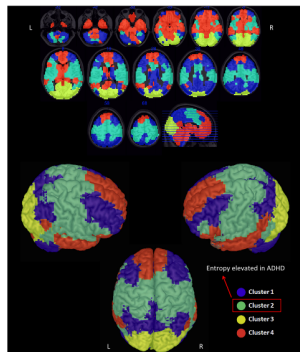 L R
Entropy elevated in ADHD
Cluster 1
Cluster 2
Cluster 3
Cluster 4
L R